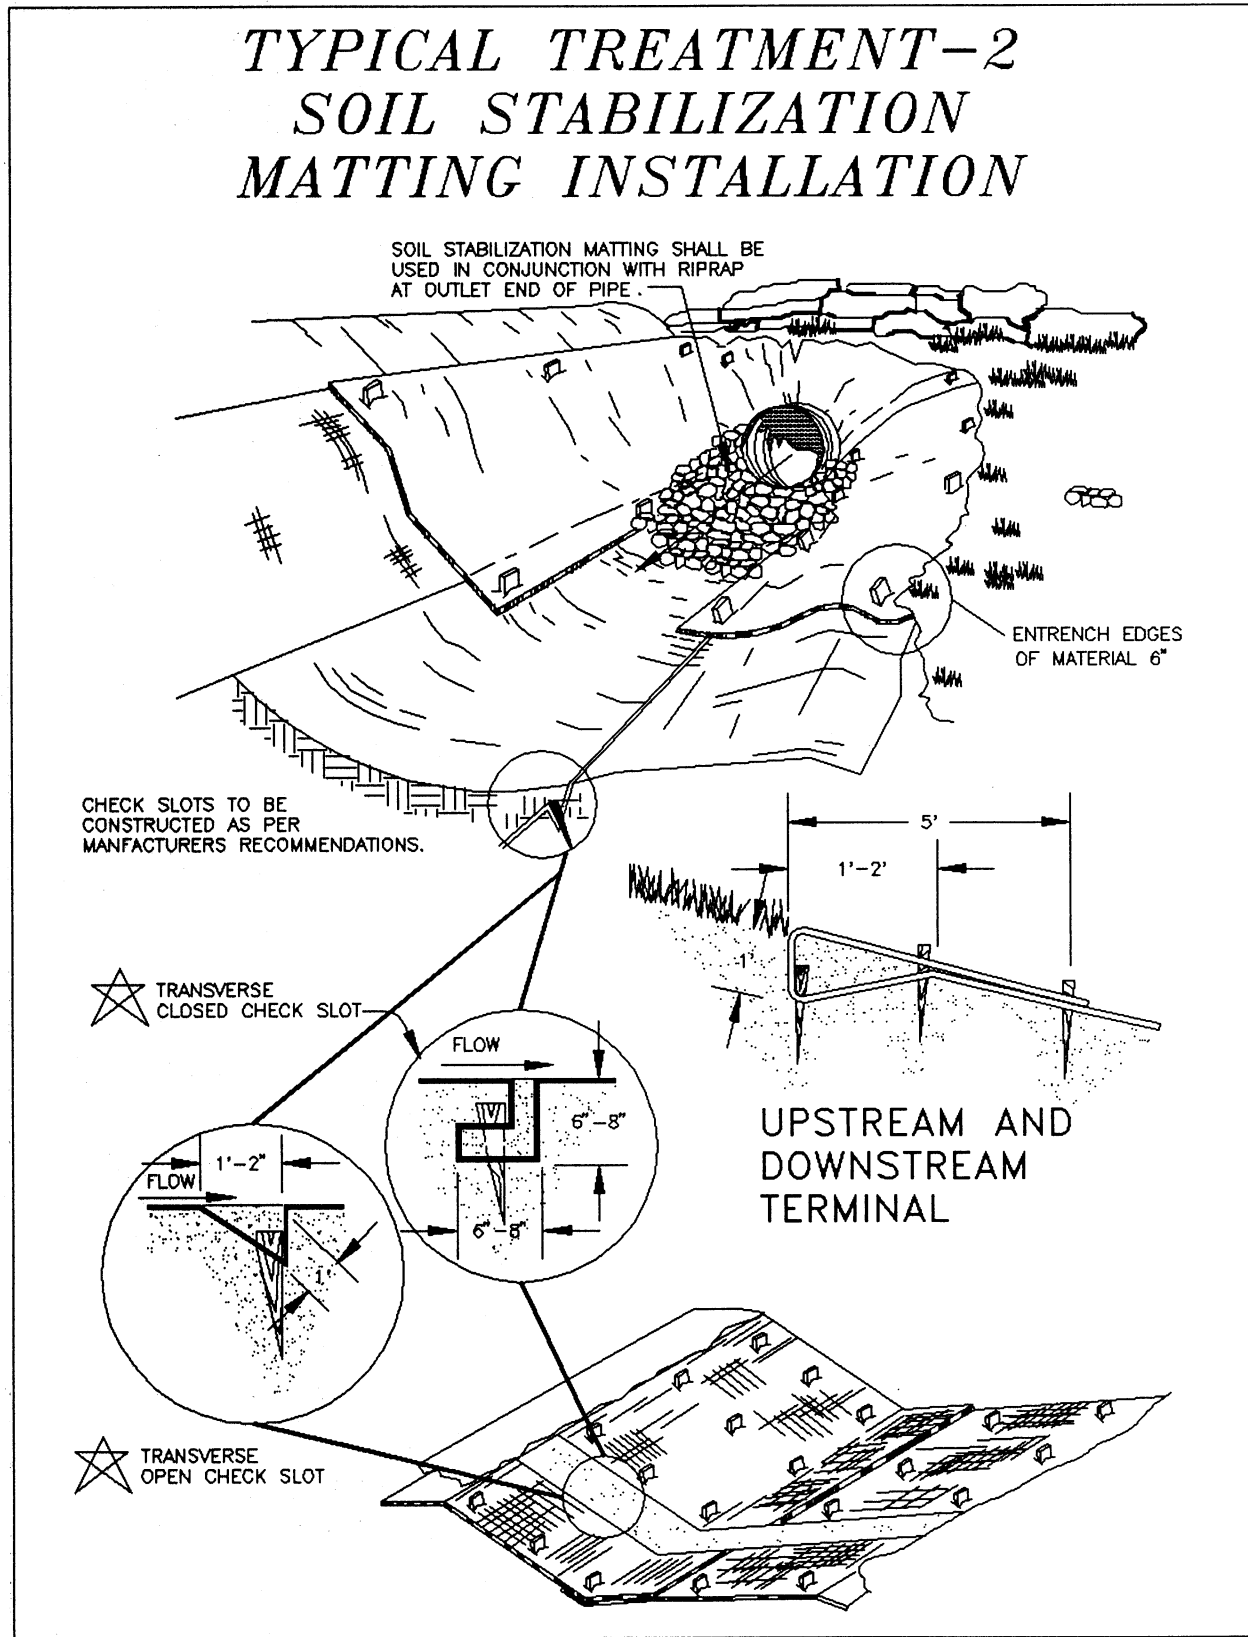 TYPICAL TREATMENT-2
SOIL STABILIZATION
MATTING INSTALLATION
SOIL STABILIZATION MATTING SHALL BE
USED IN CONJUNCTION WITH RIPRAP
AT OUTLET END OF PIPE.
ENTRENCH EDGES
OF MATERIAL 6"
CHECK SLOTS TO BE
CONSTRUCTED AS PER
MANFACTURERS RECOMMENDATIONS.
5'
1'-2'
1'
TRANSVERSE
CLOSED CHECK SLOT
FLOW
6"-8"
6"-8"
UPSTREAM AND
DOWNSTREAM
TERMINAL
1'-2"
FLOW
1'
TRANSVERSE
OPEN CHECK SLOT